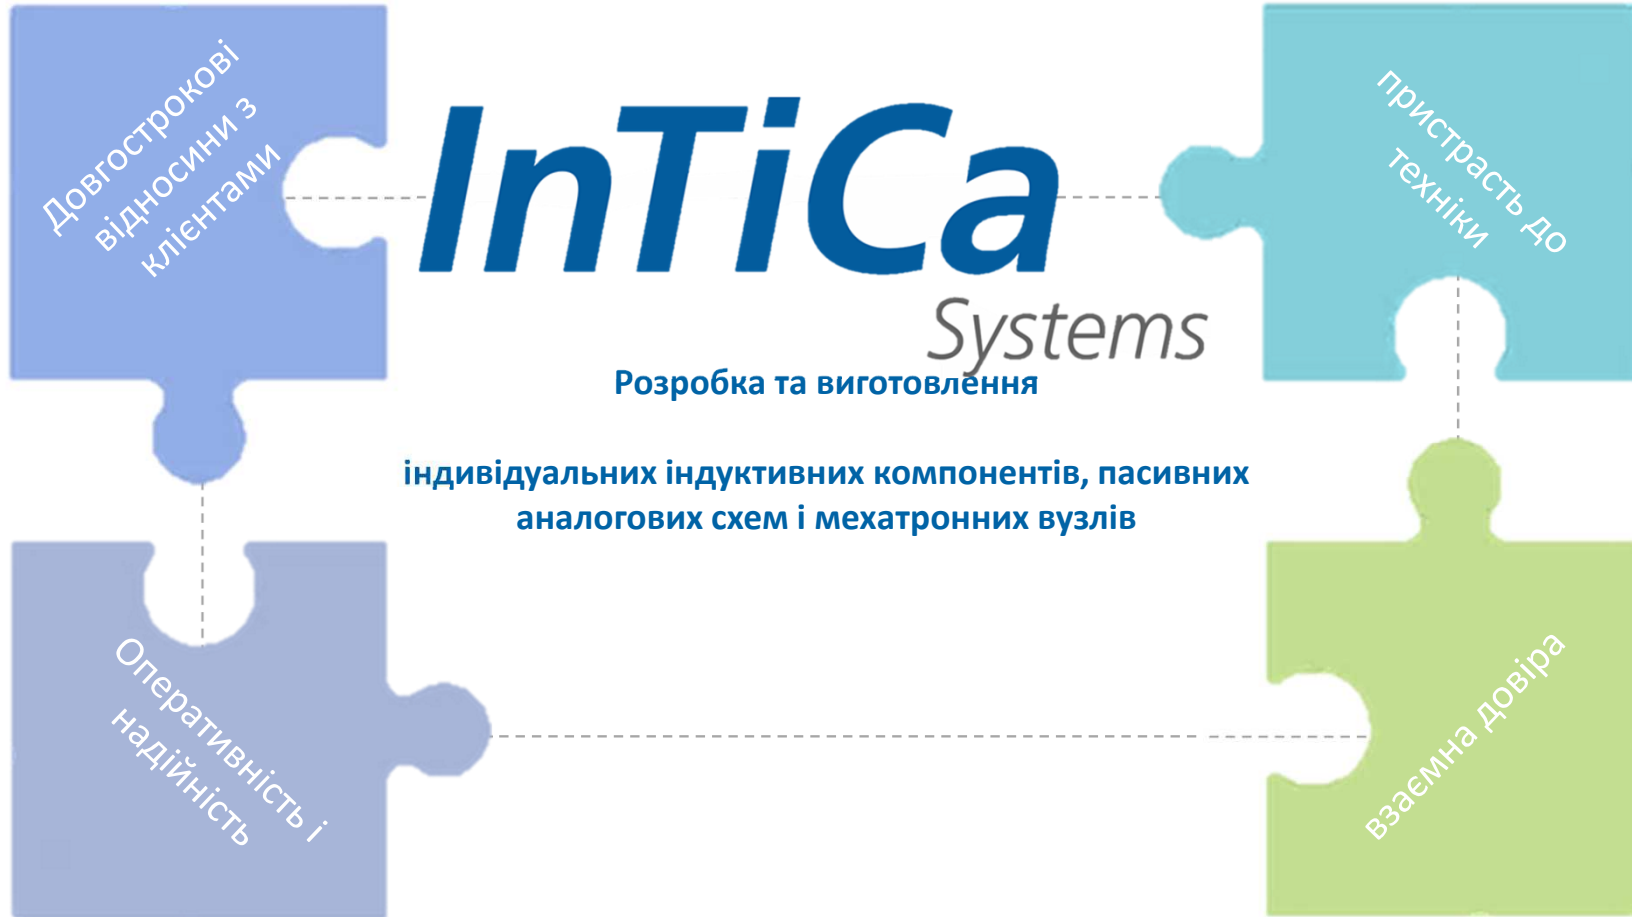 Довгострокові
відносини з
клієнтами
InTiCa
Systems
пристрасть до
техніки
Розробка та виготовлення
індивідуальних індуктивних компонентів, пасивних
аналогових схем і мехатронних вузлів
Оперативність і
надійність
взаємна довіра